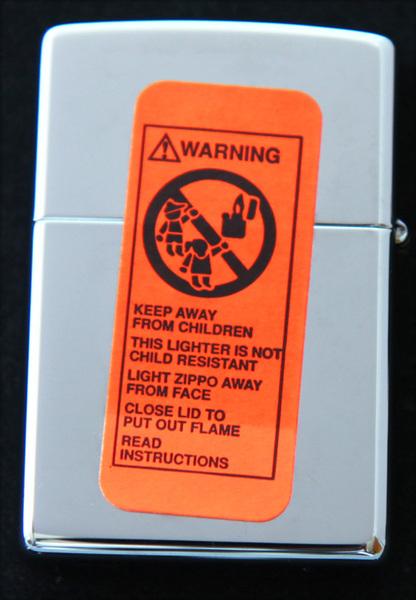 WARNING
KEEP AWAY
FROM CHILDREN
THIS LIGHTER IS NOT
CHILD RESISTANT
LIGHT ZIPPO AWAY
FROM FACE
CLOSE LID TO
PUT OUT FLAME
READ
INSTRUCTIONS